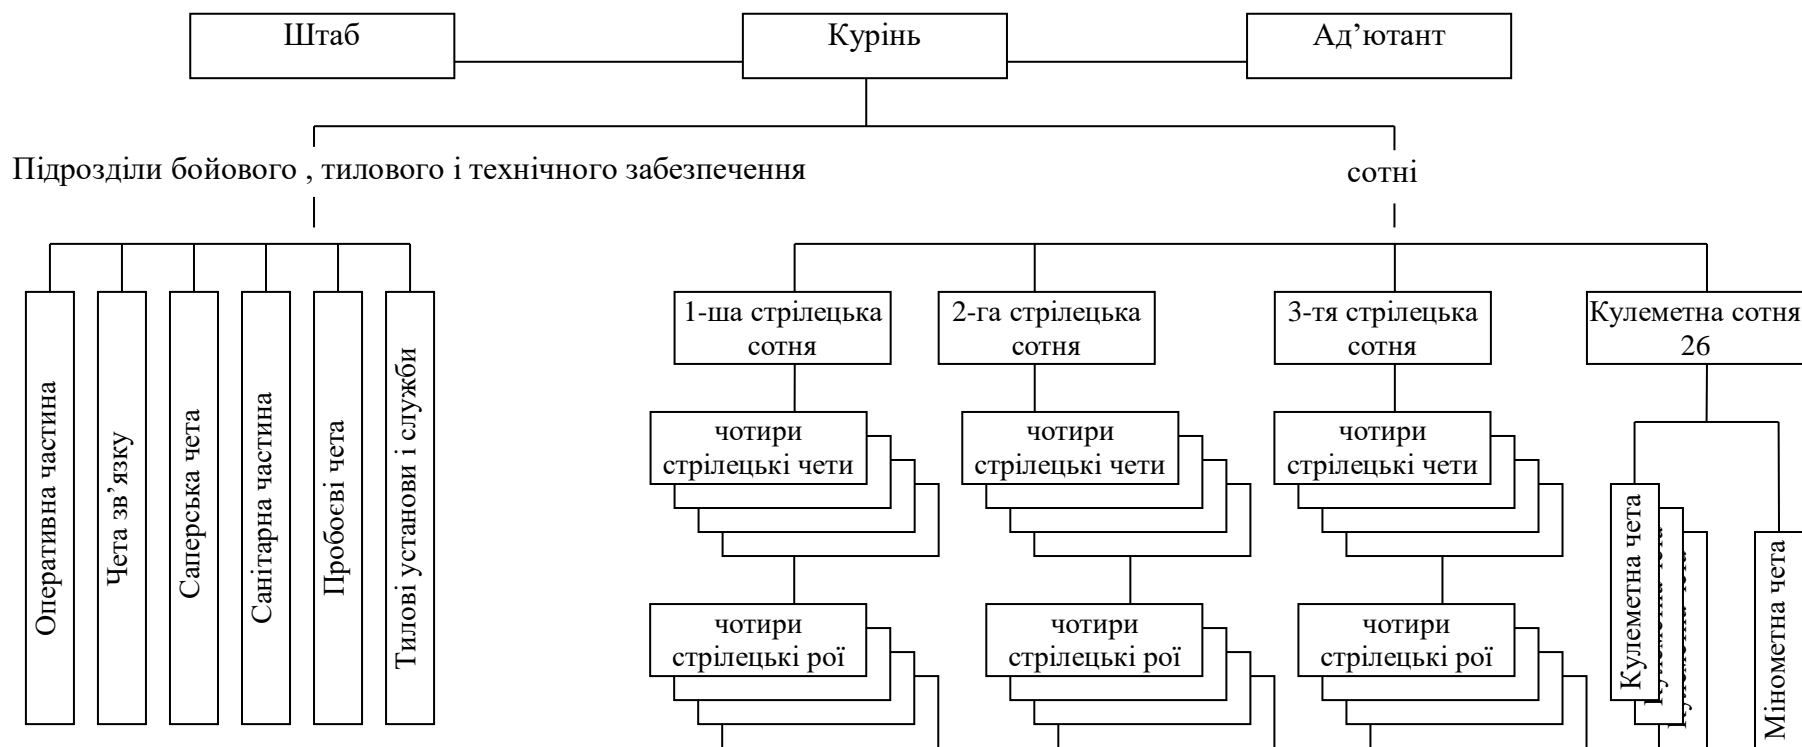 Штаб
Курінь
Ад’ютант
Підрозділи бойового , тилового і технічного забезпечення
сотні
Оперативна частина
Чета зв’язку
Саперська чета
Санітарна частина
Пробоєві чета
Тилові установи і служби
1-ша стрілецька
сотня
2-га стрілецька
сотня
3-тя стрілецька
сотня
Кулеметна сотня
26
чотири
стрілецькі чети
чотири
стрілецькі чети
чотири
стрілецькі чети
чотири
стрілецькі рої
чотири
стрілецькі рої
чотири
стрілецькі рої
Кулеметна чета
Мінометна чета